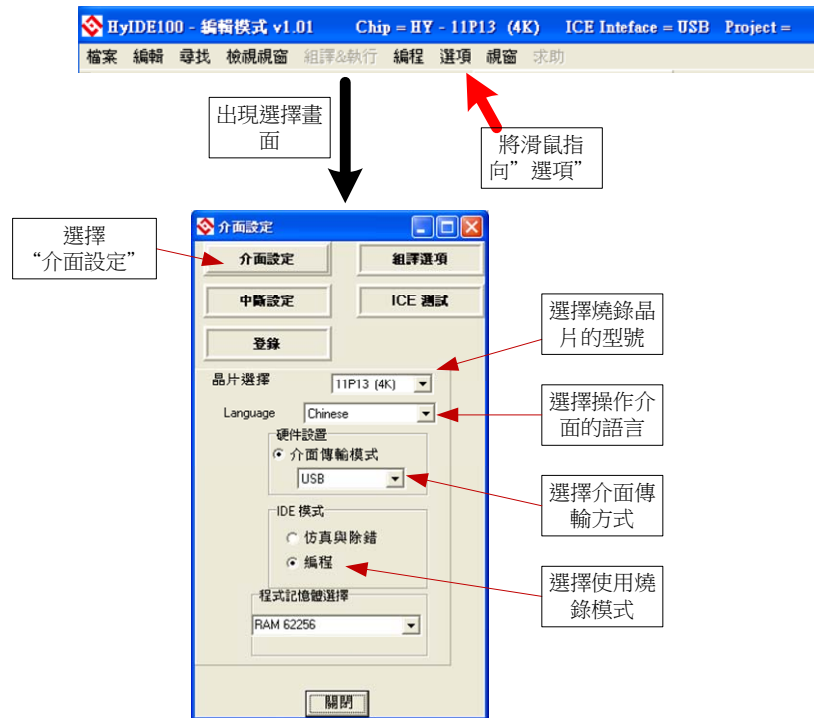 HyIDE100 - 編輯模式 v1.01 Chip = HY - 11P13 (4K) ICE Inteface = USB Project =
檔案 編輯 尋找 檢視視窗 組譯&執行 編程 選項 視窗 求助
出現選擇畫
面
將滑鼠指
向”選項”
介面設定
選擇
“介面設定”
介面設定 組譯選項
中斷設定 ICE 測試
登錄
選擇燒錄晶
片的型號
晶片選擇 11P13 (4K)
Language Chinese
選擇操作介
面的語言
硬件設置
介面傳輸模式
USB
選擇介面傳
輸方式
IDE 模式
仿真與除錯
編程
選擇使用燒
錄模式
程式記憶體選擇
RAM 62256
關閉